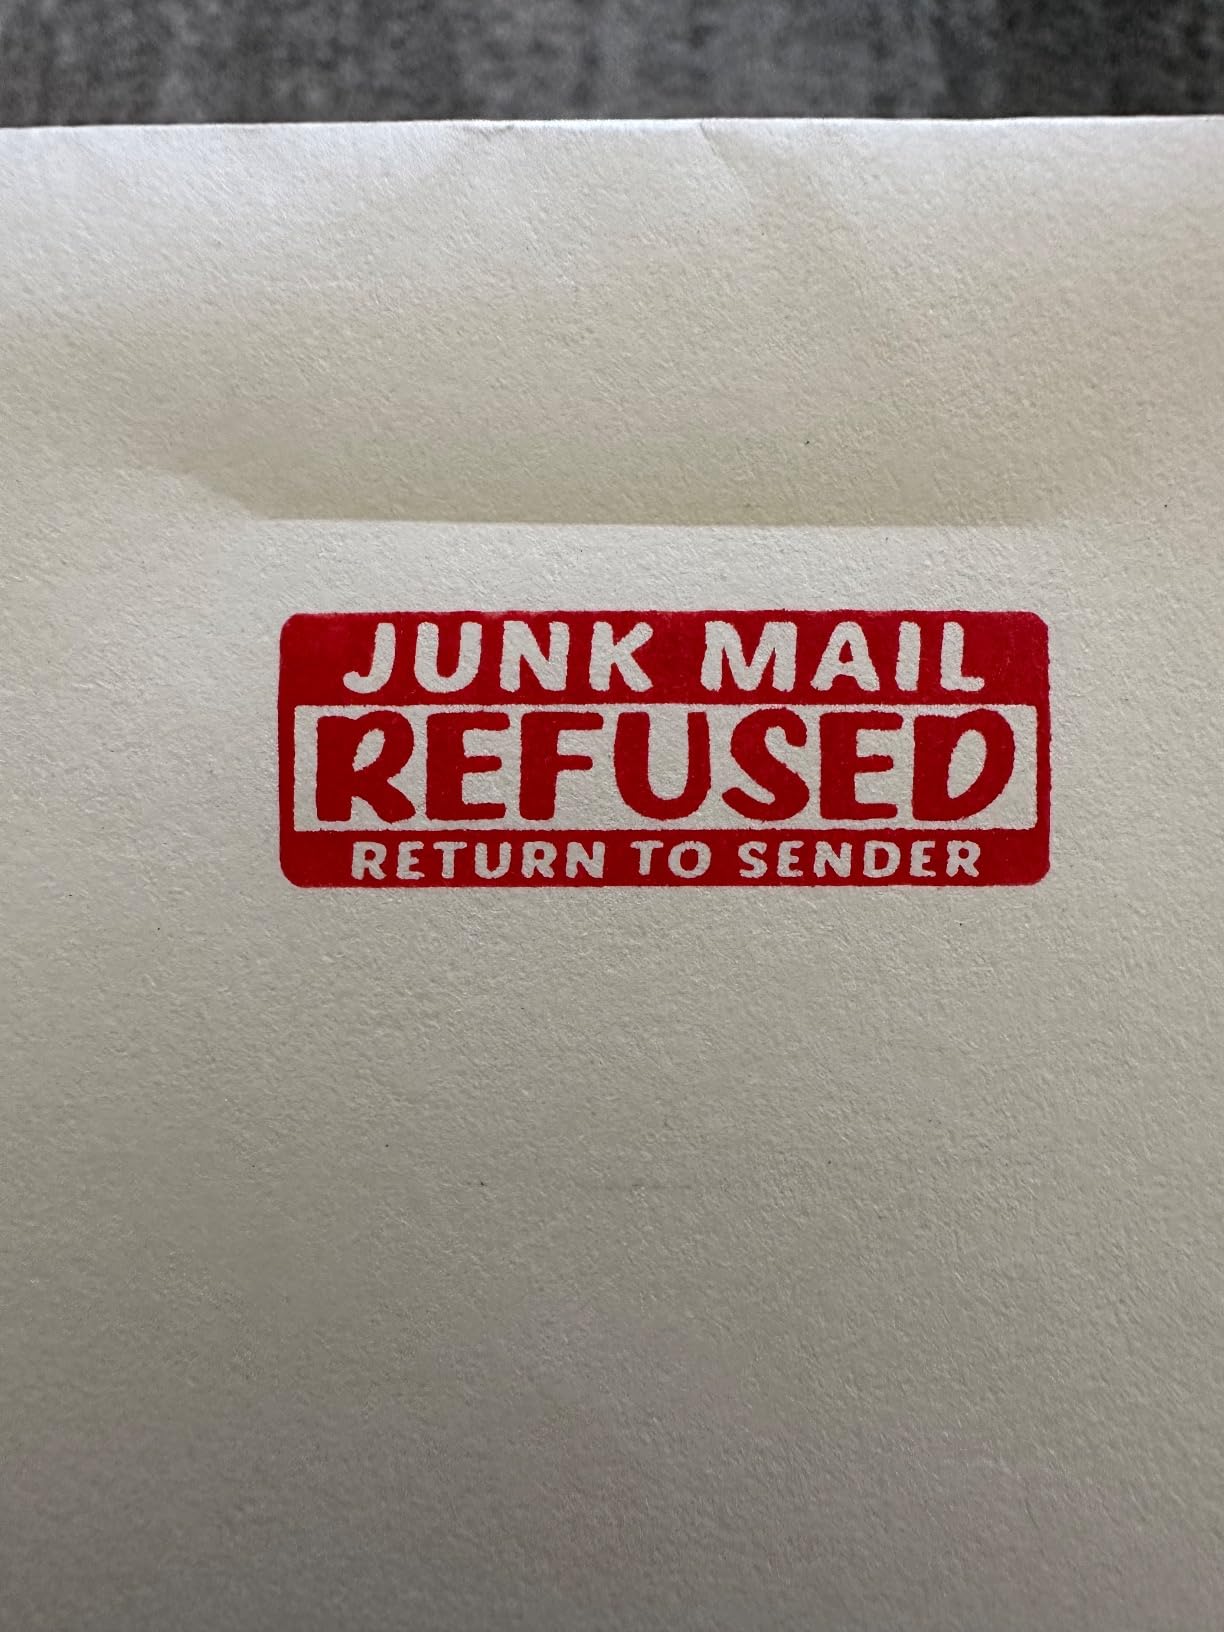 JUNK MAIL
REFUSED
RETURN TO SENDER